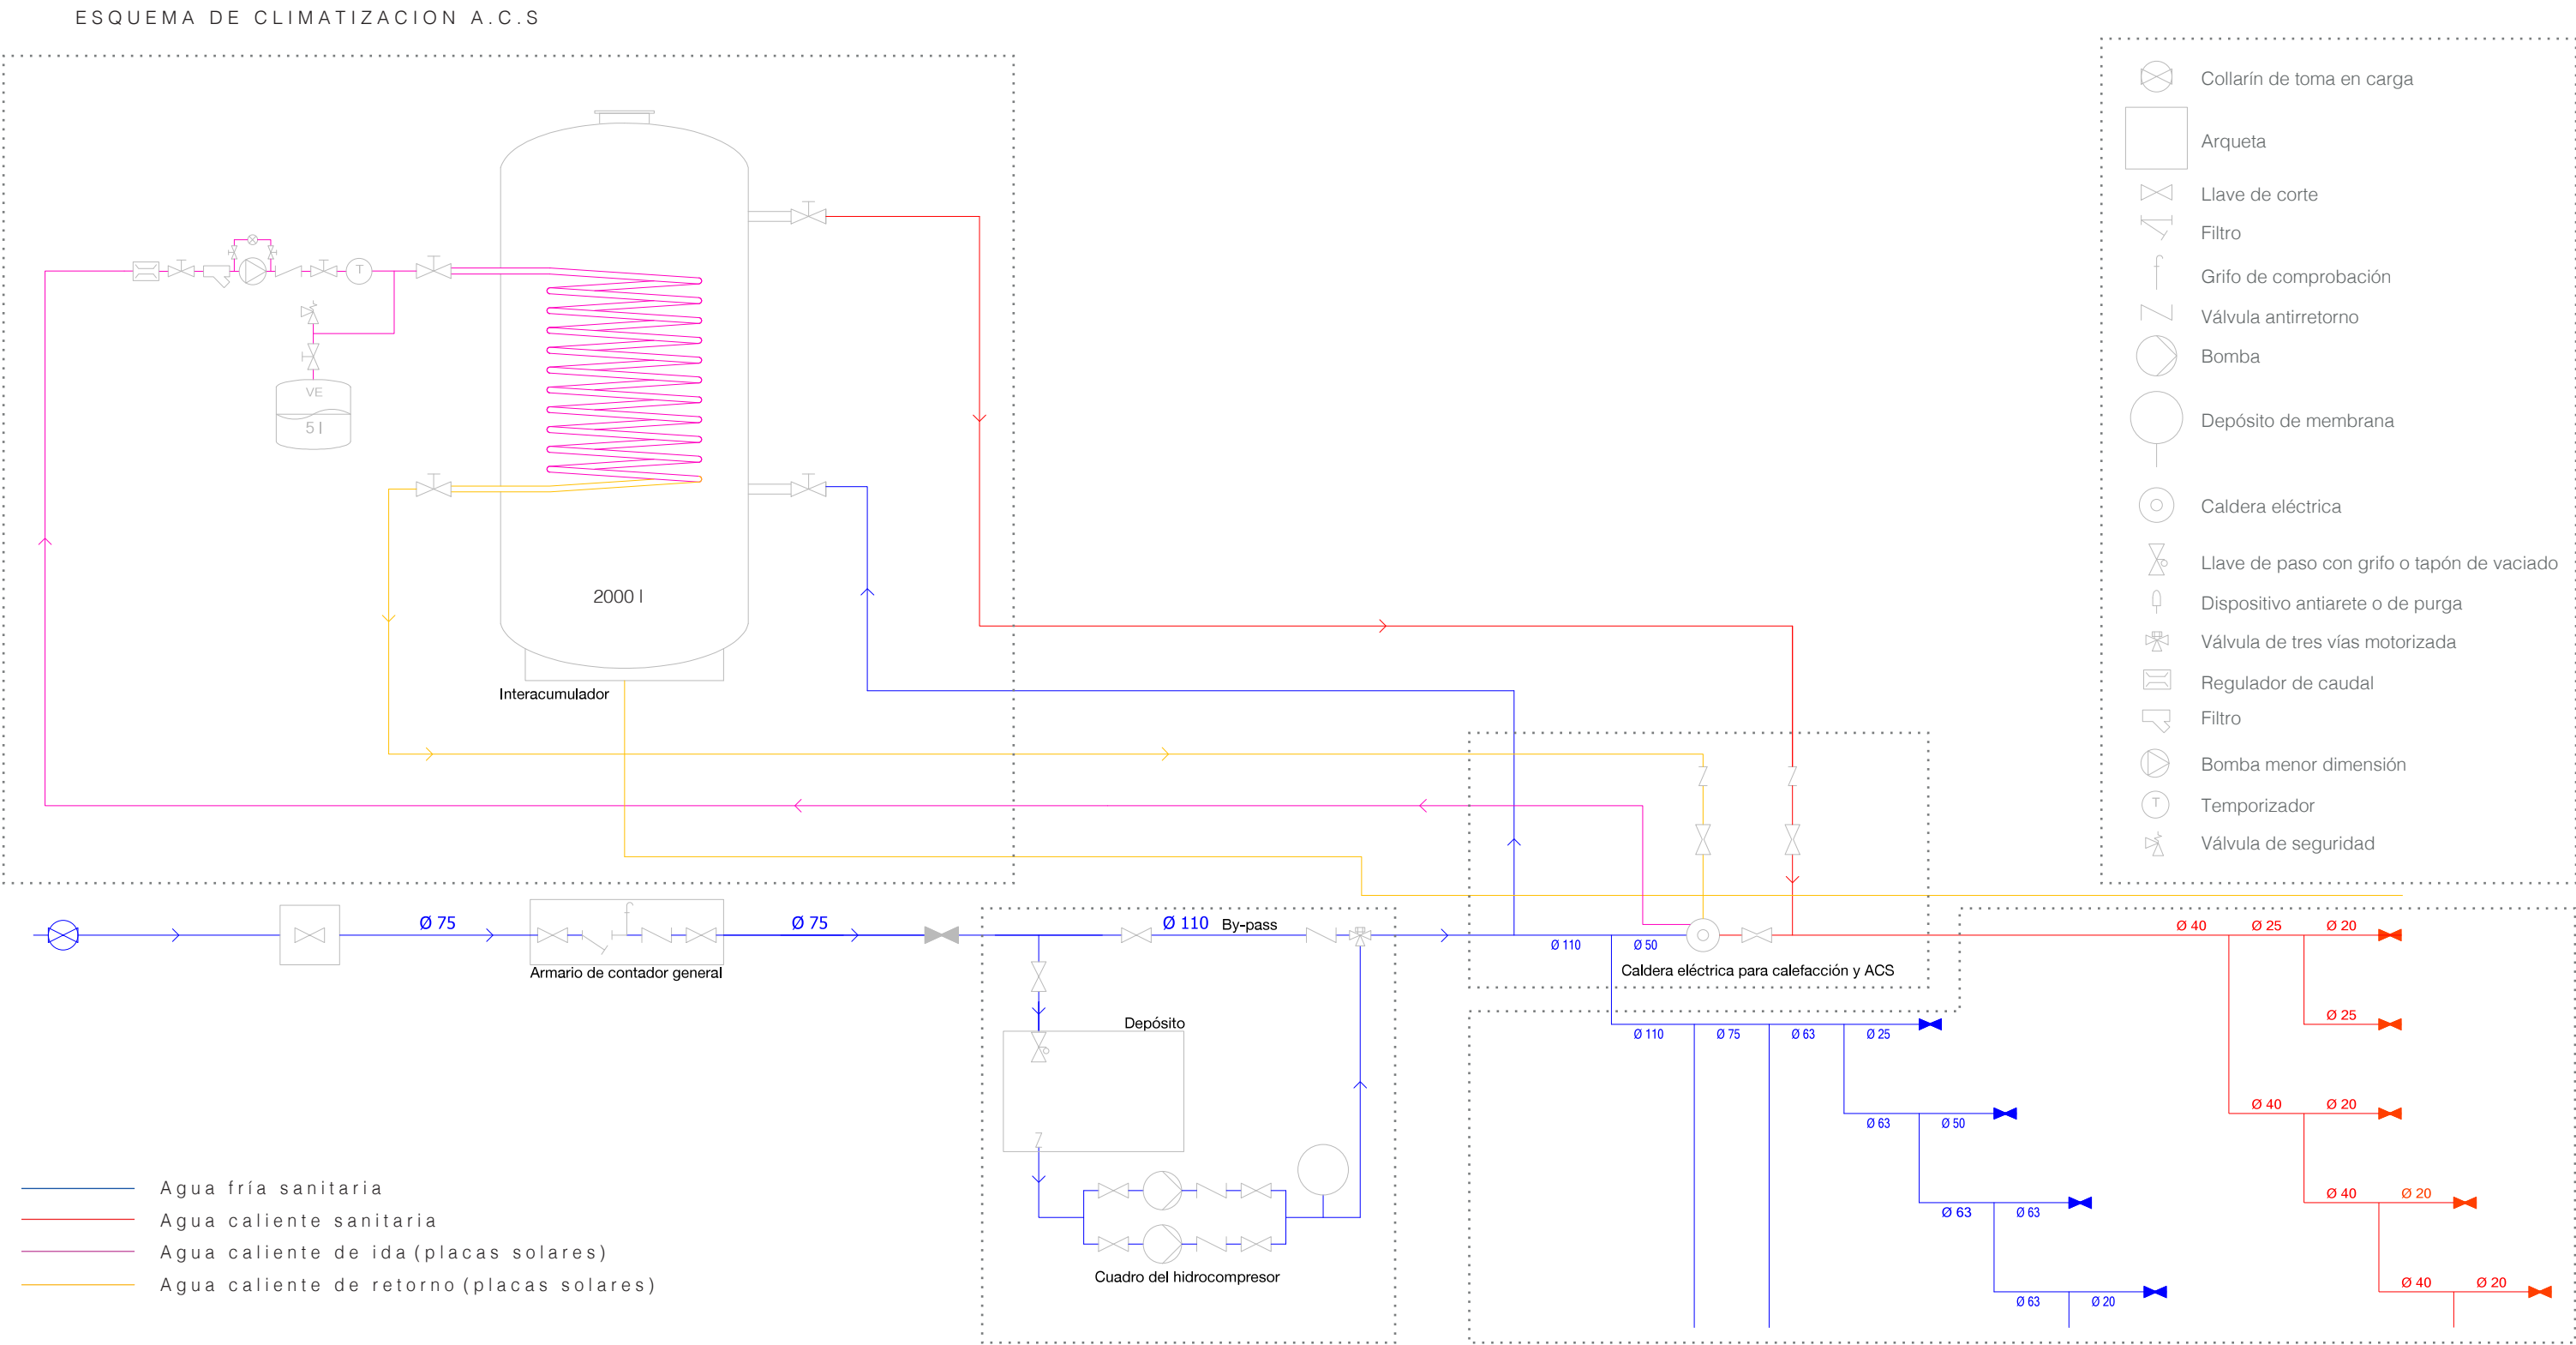 ESQUEMA DE CLIMATIZACION A.C.S
Collarín de toma en carga
Arqueta
Llave de corte
Filtro
Grifo de comprobación
Válvula antirretorno
Bomba
Depósito de membrana
Caldera eléctrica
Llave de paso con grifo o tapón de vaciado
Dispositivo antiarete o de purga
Válvula de tres vías motorizada
Regulador de caudal
Filtro
Bomba menor dimensión
T
Temporizador
Válvula de seguridad
T
VE
5 l
2000 l
Interacumulador
Ø 75
Armario de contador general
Ø 75
Ø 110
By-pass
Depósito
Cuadro del hidrocompresor
Ø 110
Ø 50
Caldera eléctrica para calefacción y ACS
Ø 110
Ø 75
Ø 63
Ø 25
Ø 63
Ø 50
Ø 63
Ø 63
Ø 63
Ø 20
Ø 40
Ø 25
Ø 20
Ø 25
Ø 40
Ø 20
Ø 40
Ø 20
Ø 40
Ø 20
Agua fría sanitaria
Agua caliente sanitaria
Agua caliente de ida (placas solares)
Agua caliente de retorno (placas solares)